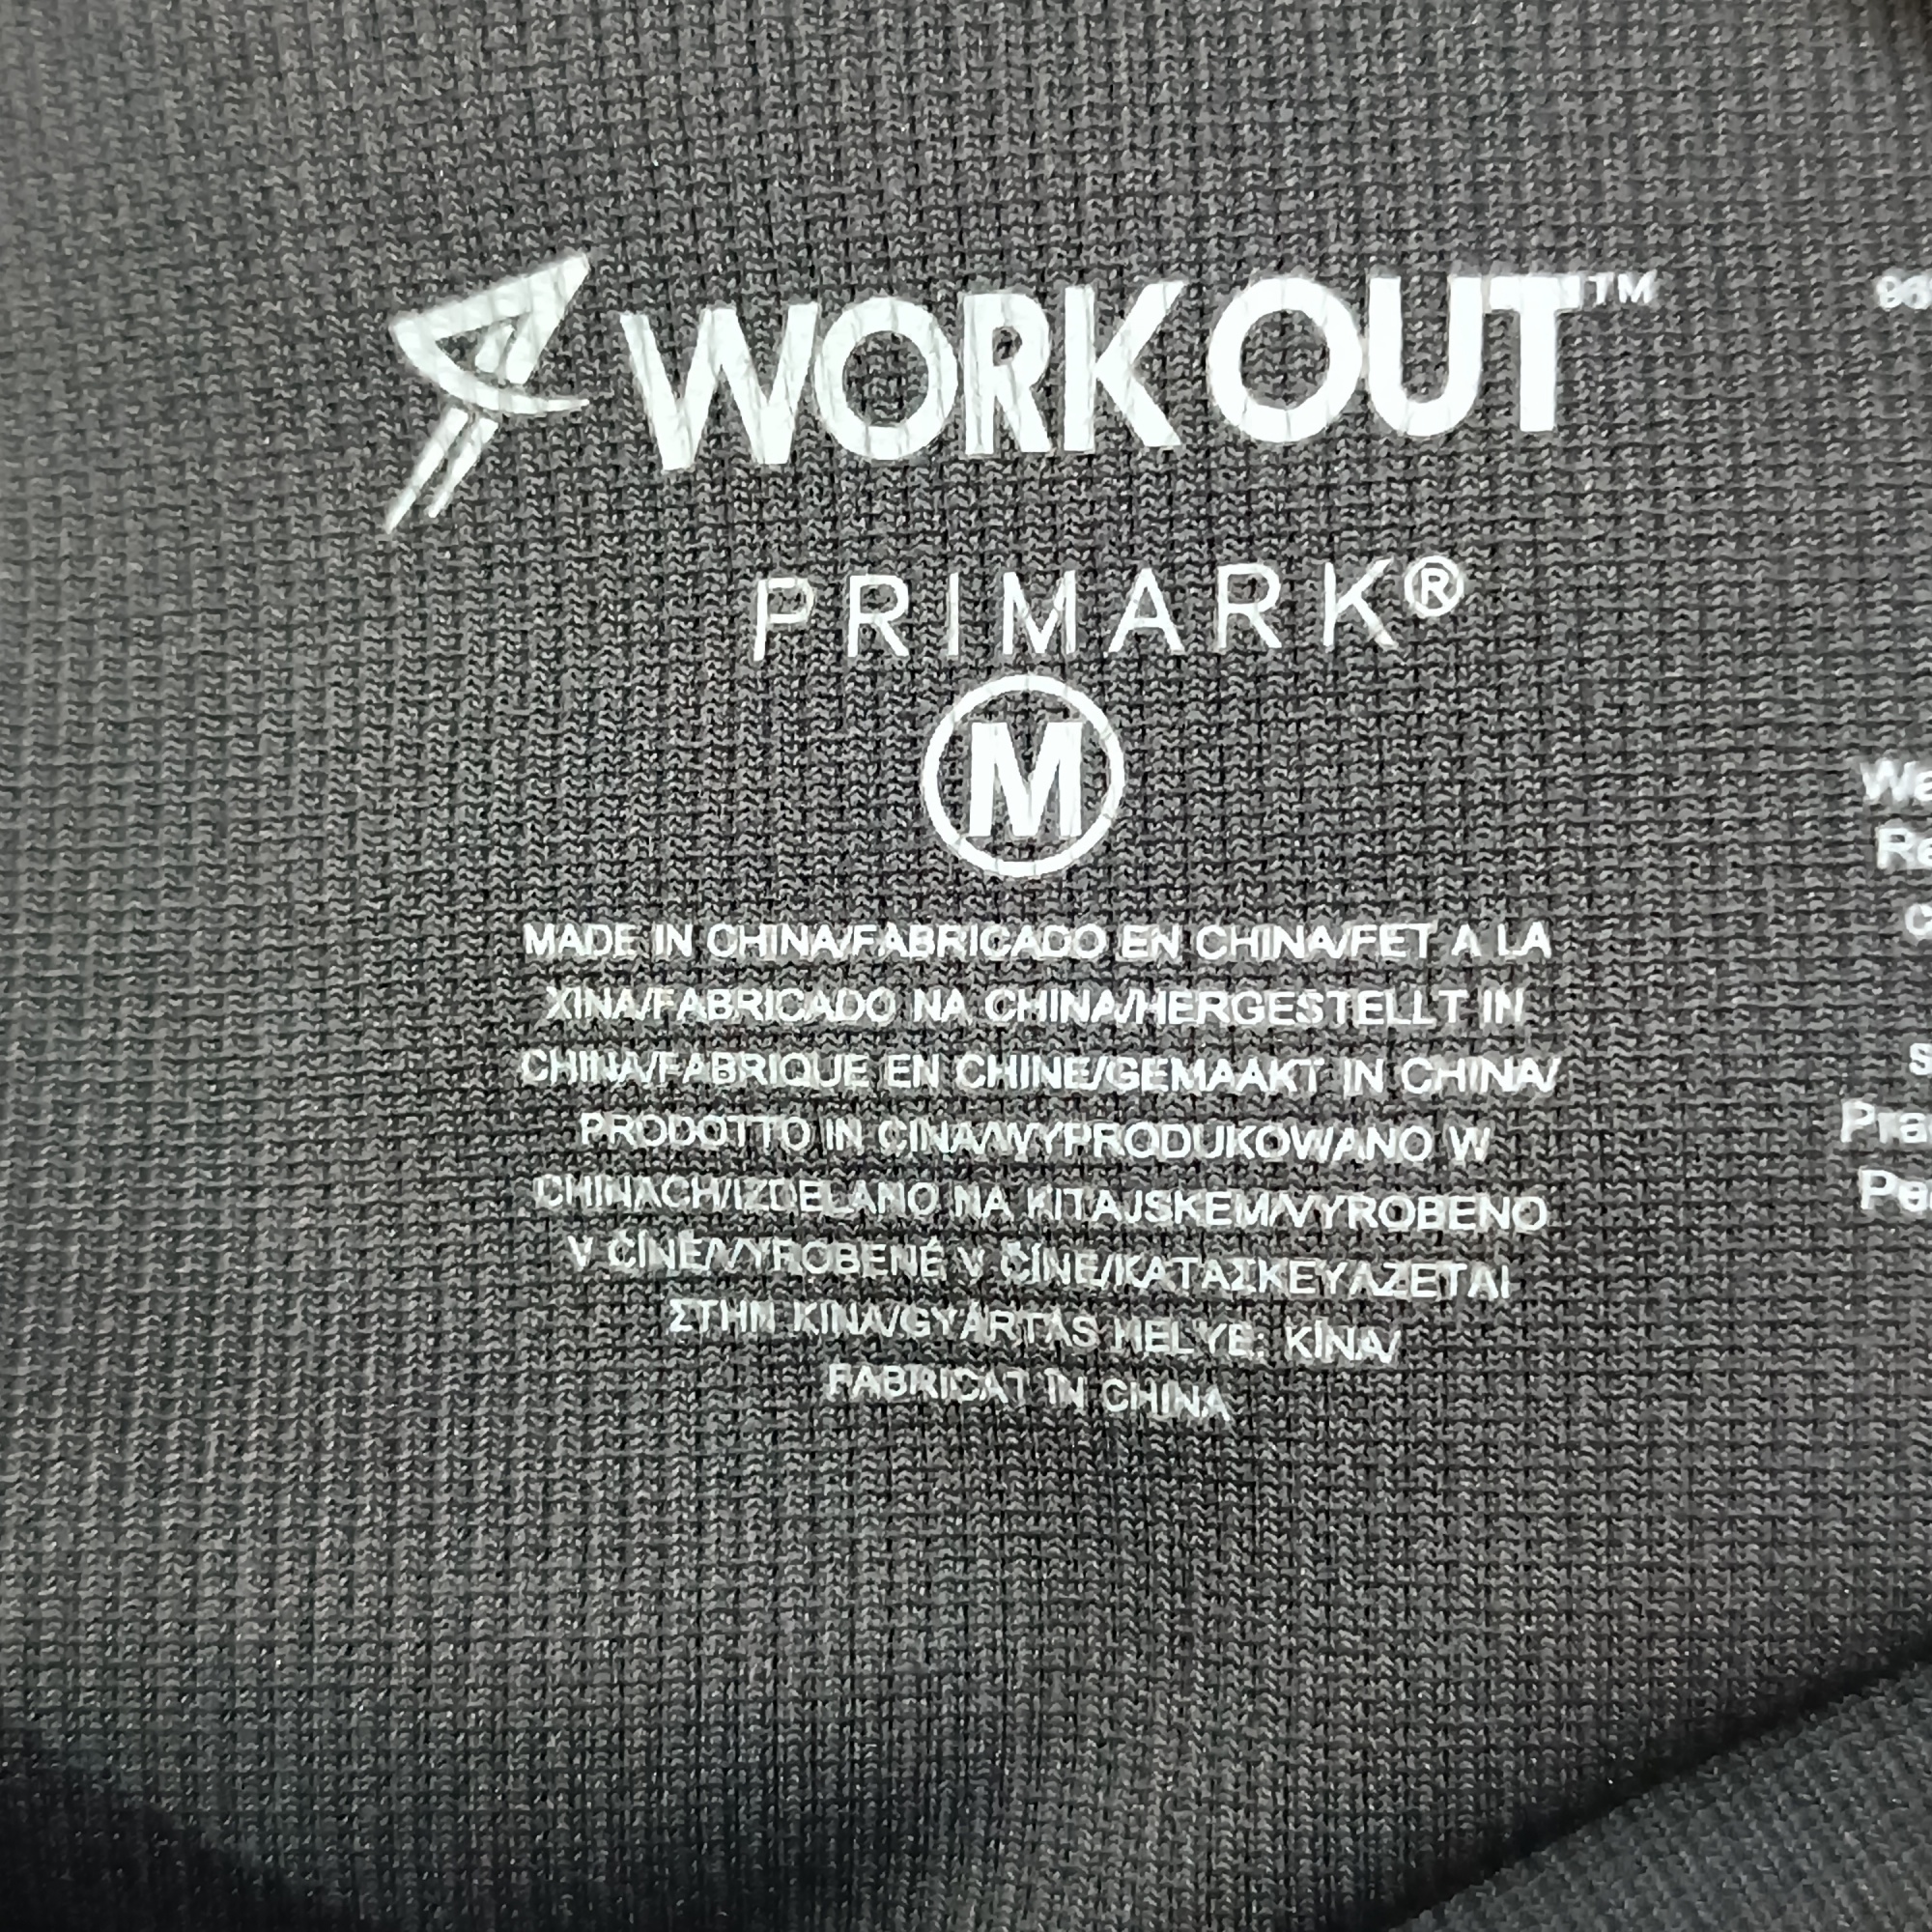 WORK OUT™
PRIMARK®
M
MADE IN CHINA/FABRICADO EN CHINA/FET A LA
XINA/FABRICADO NA CHINA/HERGESTELLT IN
CHINA/FABRIQUE EN CHINE/GEMAAKT IN CHINA/
PRODOTTO IN CINA/WYPRODUKOWANO W
CHINACH/IZDELANO NA KITAJSKEM/VYROBENO
V ČÍNĚ/VYROBENÉ V ČÍNE/ΚΑΤΑΣΚΕΥΑΖΕΤΑΙ
ΣΤΗΝ ΚΙΝΑ/GYÁRTÁS HELYE: KÍNA/
FABRICAT ÎN CHINA